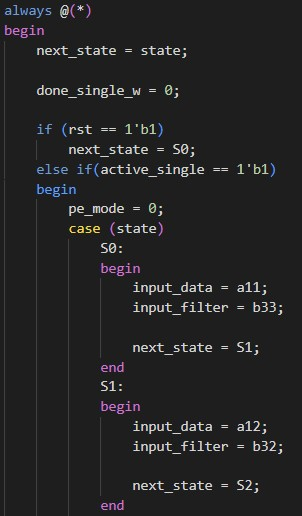 always @(*)
begin
next_state = state;
done_single_w = 0;
if (rst == 1'b1)
next_state = S0;
else if(active_single == 1'b1)
begin
pe_mode = 0;
case (state)
S0:
begin
input_data = a11;
input_filter = b33;
next_state = S1;
end
S1:
begin
input_data = a12;
input_filter = b32;
next_state = S2;
end